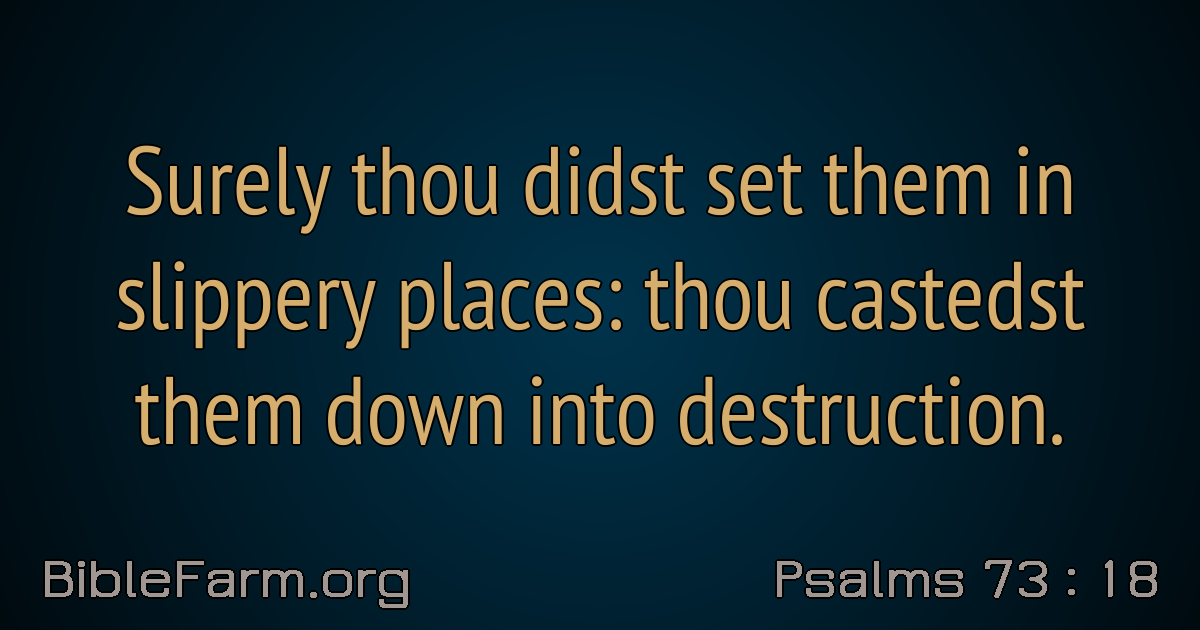 Surely thou didst set them in
slippery places: thou castedst
them down into destruction.
BibleFarm.org
Psalms 73 : 18